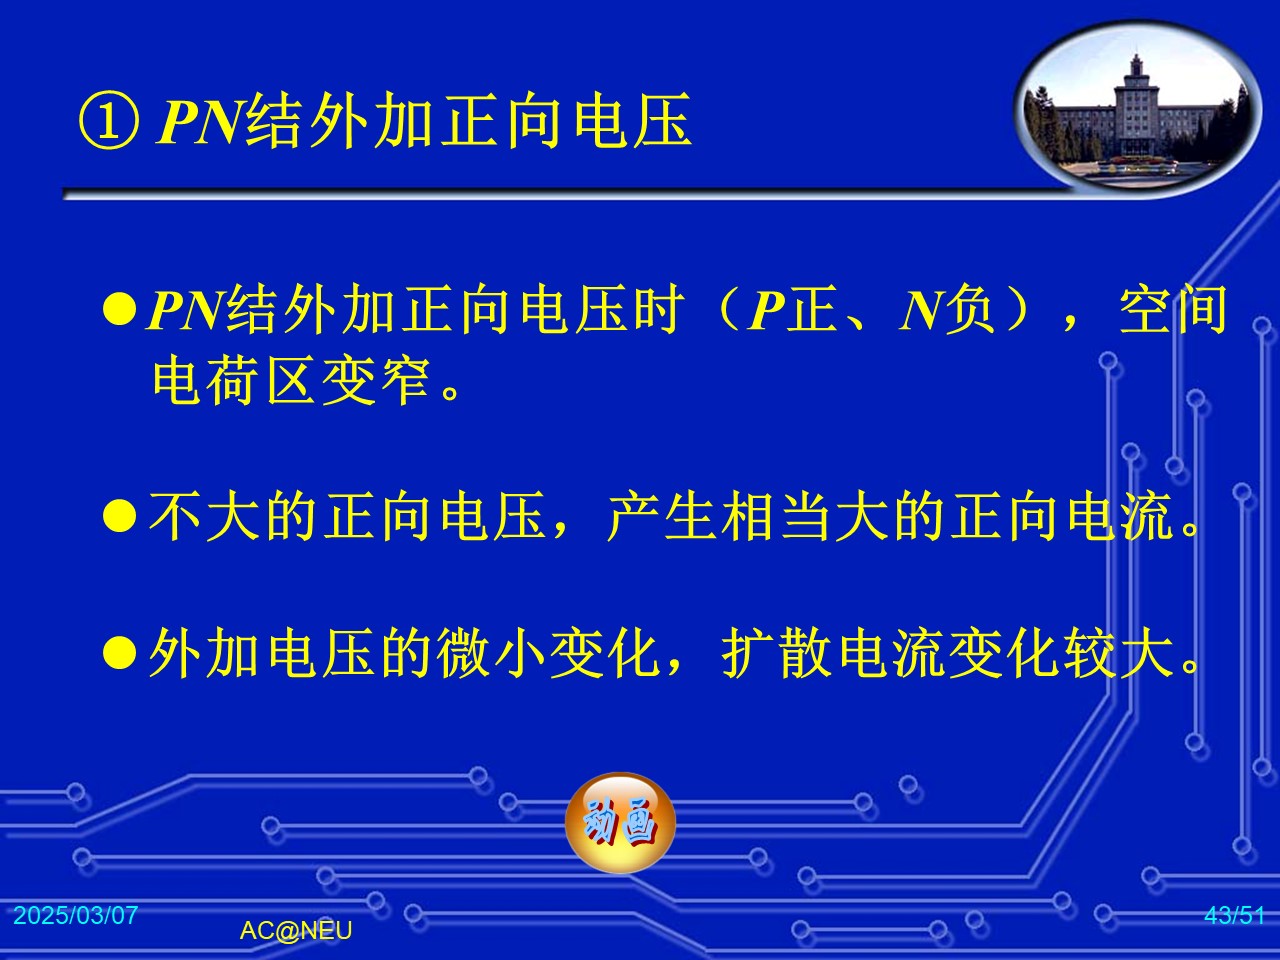 ① PN结外加正向电压
●PN结外加正向电压时（P正、N负），空间
电荷区变窄。
●不大的正向电压，产生相当大的正向电流。
●外加电压的微小变化，扩散电流变化较大。
动画
2025/03/07
AC@NEU
43/51